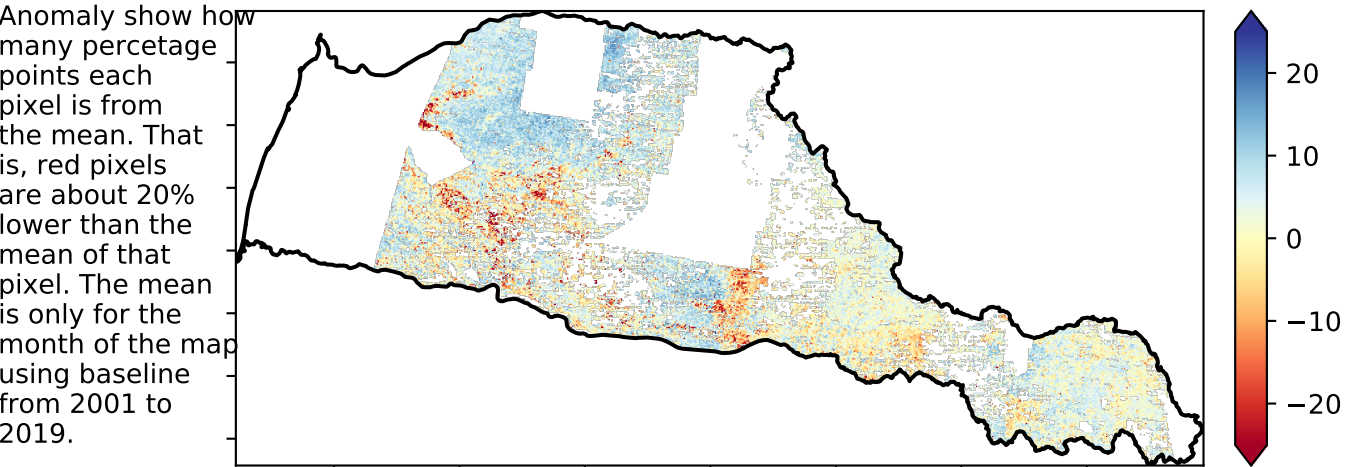 Anomaly show how
many percetage
points each
pixel is from
the mean. That
is, red pixels
are about 20%
lower than the
mean of that
pixel. The mean
is only for the
month of the map
using baseline
from 2001 to
2019.
20
10
0
−10
−20